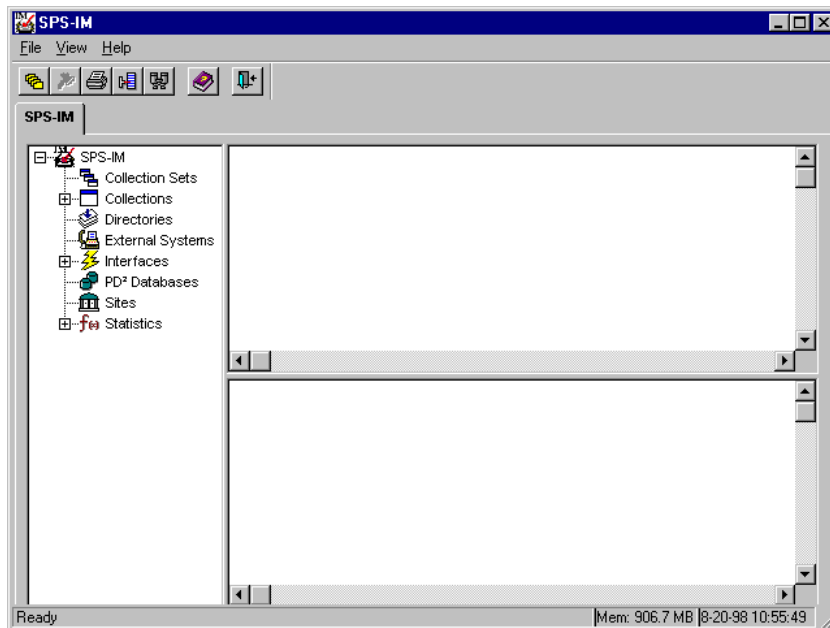 SPS-IM
File View Help
SPS-IM
SPS-IM
Collection Sets
Collections
Directories
External Systems
Interfaces
PD² Databases
Sites
Statistics
Ready Mem: 906.7 MB 8-20-98 10:55:49